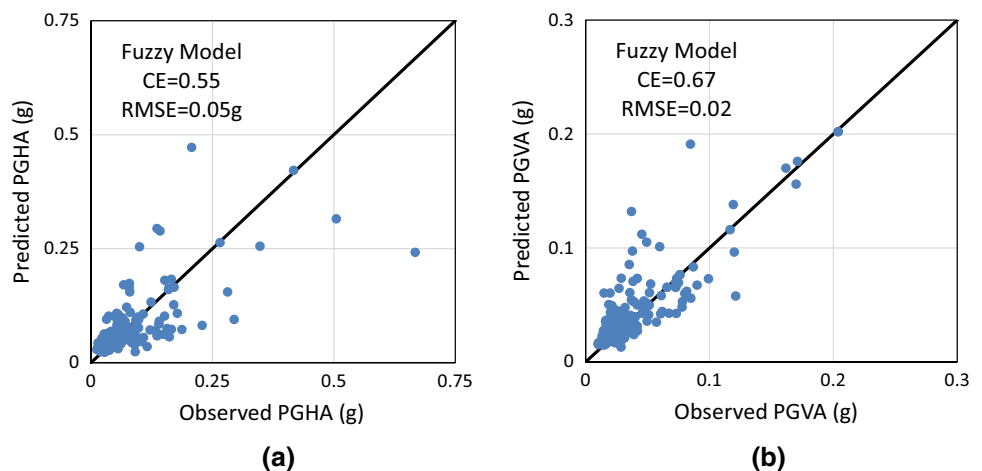 0.75
Fuzzy Model
CE=0.55
RMSE=0.05g
0.5
0.25
0
Predicted PGHA (g)
0
0.25
0.5
0.75
Observed PGHA (g)
(a)
0.3
Fuzzy Model
CE=0.67
RMSE=0.02
0.2
0.1
0
Predicted PGVA (g)
0
0.1
0.2
0.3
Observed PGVA (g)
(b)